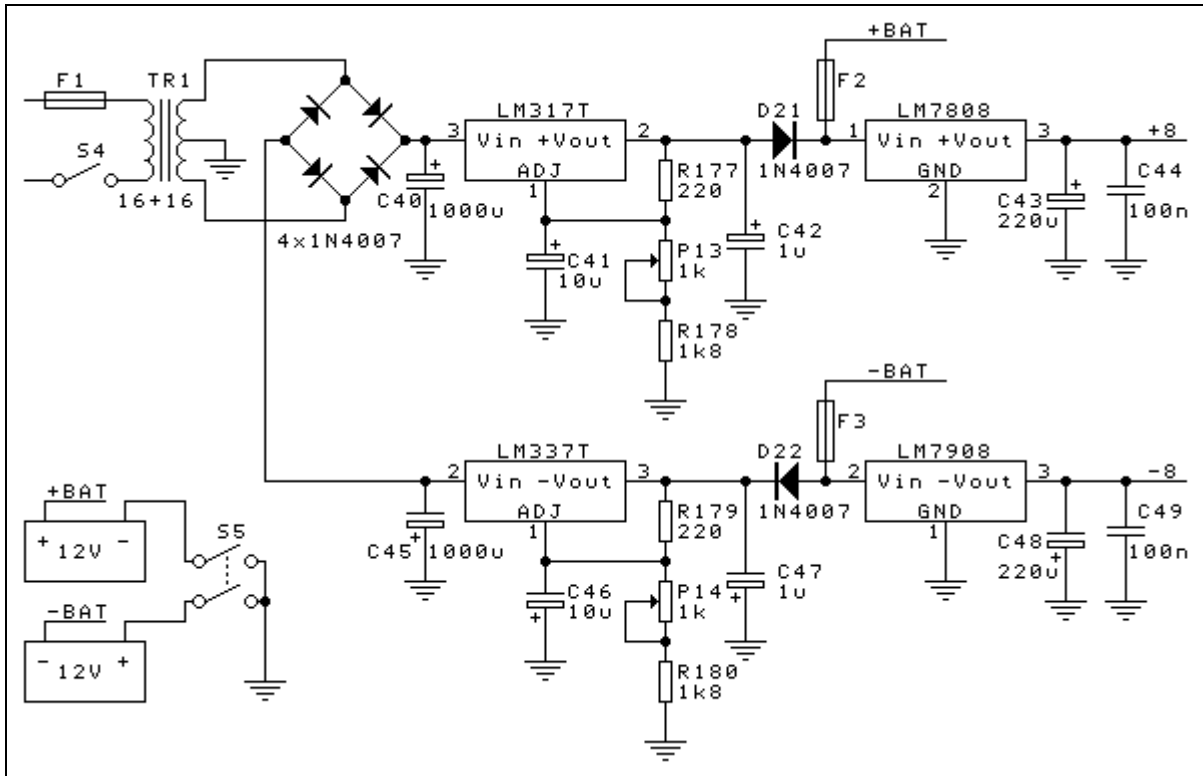 F1
TR1
S4
16+16
4x1N4007
C40
1000u
+
3
LM317T
Vin +Vout
ADJ
1
2
C41
10u
+
R177
220
P13
1k
R178
1k8
C42
1u
+
D21
1N4007
+BAT
F2
1
LM7808
Vin +Vout
GND
2
3
C43
220u
+
+8
C44
100n
C45
1000u
+
2
LM337T
Vin -Vout
ADJ
1
3
C46
10u
+
R179
220
P14
1k
R180
1k8
C47
1u
+
D22
1N4007
-BAT
F3
2
LM7908
Vin -Vout
GND
1
3
C48
220u
+
-8
C49
100n
+BAT
+ 12V -
S5
-BAT
- 12V +